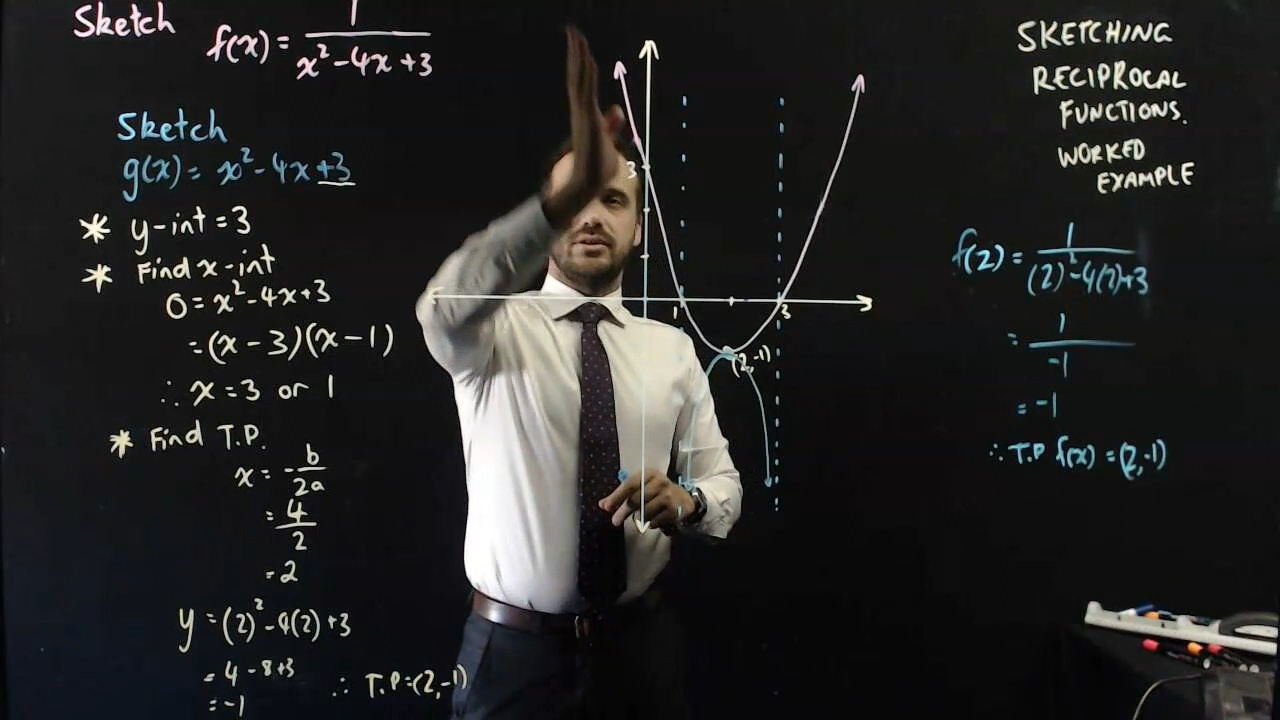 Sketch
f(x) = 1 / x² - 4x + 3
Sketch
g(x) = x² - 4x + 3
* y-int = 3
* Find x-int
0 = x² - 4x + 3
= (x - 3)(x - 1)
∴ x = 3 or 1
* Find T.P.
x = - b / 2a
= 4 / 2
= 2
y = (2)² - 4(2) + 3
= 4 - 8 + 3
= -1
∴ T.P = (2, -1)
3
1
3
(2, -1)
SKETCHING
RECIPROCAL
FUNCTIONS.
WORKED
EXAMPLE
f(2) = 1 / (2)² - 4(2) + 3
= 1 / -1
= -1
∴ T.P f(x) = (2, -1)